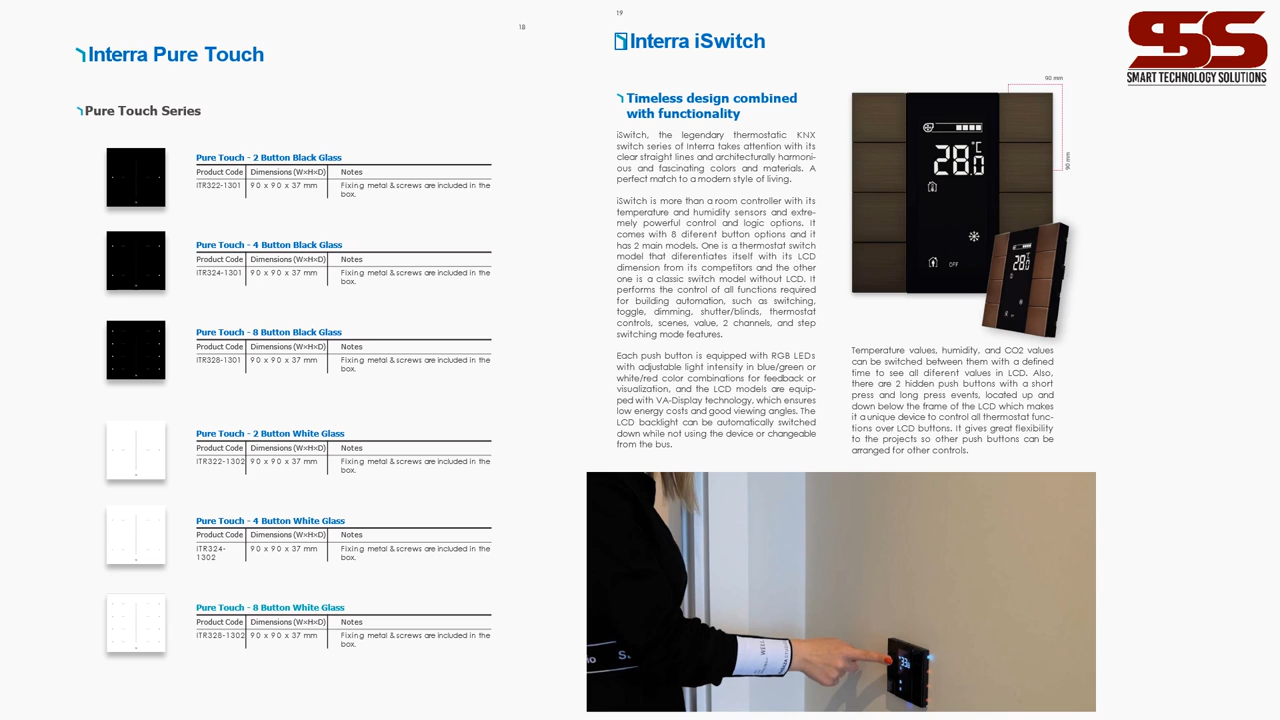 18
Interra Pure Touch
Pure Touch Series
Pure Touch - 2 Button Black Glass
Product Code Dimensions (W×H×D) Notes
ITR322-1301 90 x 90 x 37 mm Fixing metal & screws are included in the
box.
Pure Touch - 4 Button Black Glass
Product Code Dimensions (W×H×D) Notes
ITR324-1301 90 x 90 x 37 mm Fixing metal & screws are included in the
box.
Pure Touch - 8 Button Black Glass
Product Code Dimensions (W×H×D) Notes
ITR328-1301 90 x 90 x 37 mm Fixing metal & screws are included in the
box.
Pure Touch - 2 Button White Glass
Product Code Dimensions (W×H×D) Notes
ITR322-1302 90 x 90 x 37 mm Fixing metal & screws are included in the
box.
Pure Touch - 4 Button White Glass
Product Code Dimensions (W×H×D) Notes
ITR324-
1302 90 x 90 x 37 mm Fixing metal & screws are included in the
box.
Pure Touch - 8 Button White Glass
Product Code Dimensions (W×H×D) Notes
ITR328-1302 90 x 90 x 37 mm Fixing metal & screws are included in the
box.
19
Interra iSwitch
Timeless design combined
with functionality
iSwitch, the legendary thermostatic KNX
switch series of Interra takes attention with its
clear straight lines and architecturally harmoni-
ous and fascinating colors and materials. A
perfect match to a modern style of living.
iSwitch is more than a room controller with its
temperature and humidity sensors and extre-
mely powerful control and logic options. It
comes with 8 diferent button options and it
has 2 main models. One is a thermostat switch
model that diferentiates itself with its LCD
dimension from its competitors and the other
one is a classic switch model without LCD. It
performs the control of all functions required
for building automation, such as switching,
toggle, dimming, shutter/blinds, thermostat
controls, scenes, value, 2 channels, and step
switching mode features.
Each push button is equipped with RGB LEDs
with adjustable light intensity in blue/green or
white/red color combinations for feedback or
visualization, and the LCD models are equip-
ped with VA-Display technology, which ensures
low energy costs and good viewing angles. The
LCD backlight can be automatically switched
down while not using the device or changeable
from the bus.
90 mm
90 mm
28.0 °C
OFF
28.0
Temperature values, humidity, and CO2 values
can be switched between them with a defined
time to see all diferent values in LCD. Also,
there are 2 hidden push buttons with a short
press and long press events, located up and
down below the frame of the LCD which makes
it a unique device to control all thermostat func-
tions over LCD buttons. It gives great flexibility
to the projects so other push buttons can be
arranged for other controls.
STS
SMART TECHNOLOGY SOLUTIONS